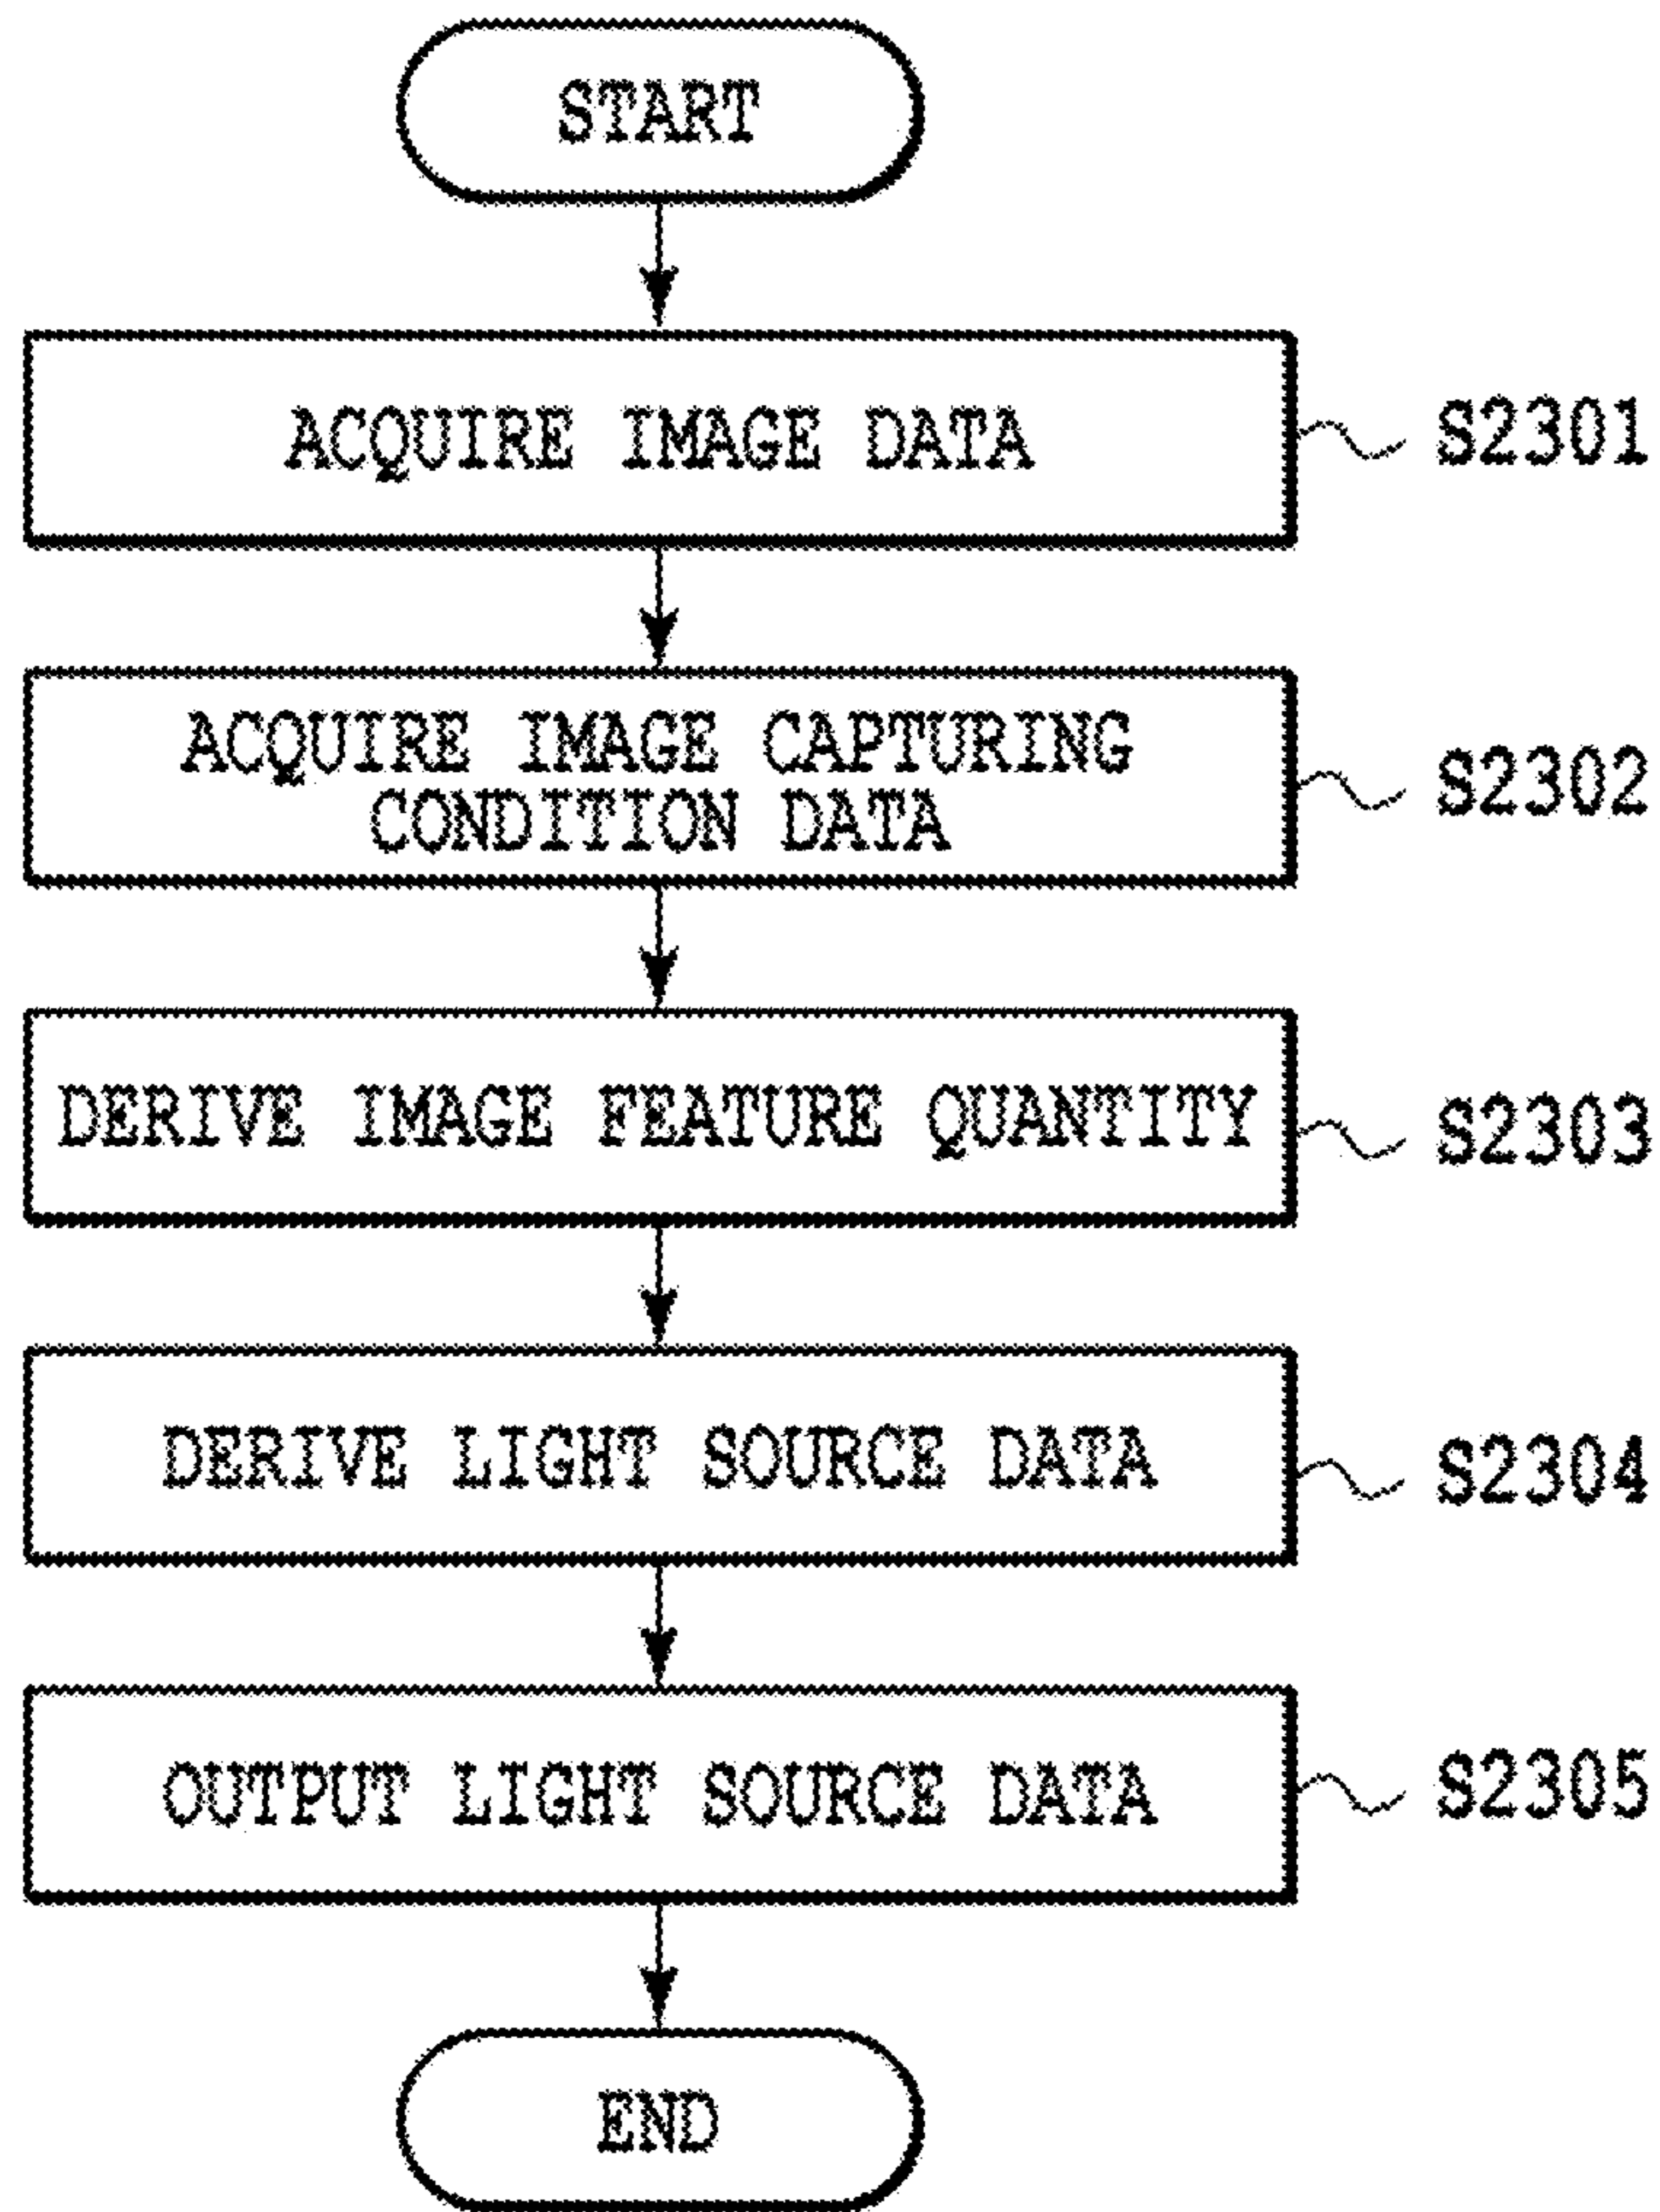 START
ACQUIRE IMAGE DATA
S2301
ACQUIRE IMAGE CAPTURING
CONDITION DATA
S2302
DERIVE IMAGE FEATURE QUANTITY
S2303
DERIVE LIGHT SOURCE DATA
S2304
OUTPUT LIGHT SOURCE DATA
S2305
END